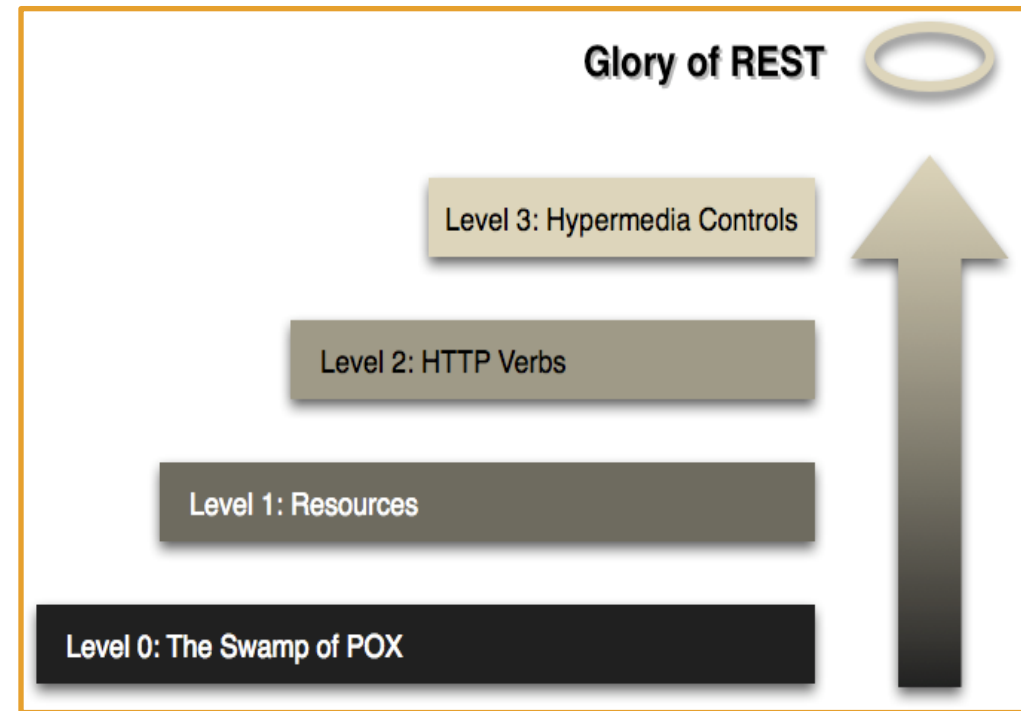 Glory of REST
Level 3: Hypermedia Controls
Level 2: HTTP Verbs
Level 1: Resources
Level 0: The Swamp of POX